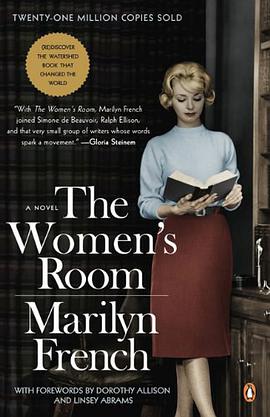 TWENTY-ONE MILLION COPIES SOLD
(RE)DISCOVER
THE
WATERSHED
BOOK THAT
CHANGED THE
WORLD
"With The Women's Room, Marilyn French
joined Simone de Beauvoir, Ralph Ellison,
and that very small group of writers whose words
spark a movement." —Gloria Steinem
A NOVEL
The
Women's
Room
Marilyn
French
WITH FOREWORDS BY DOROTHY ALLISON
AND LINSEY ABRAMS